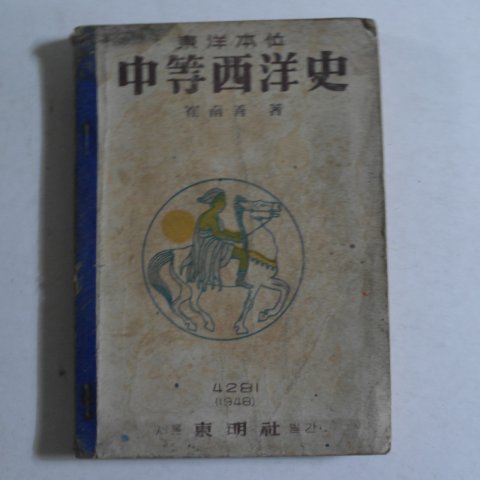 東洋本位
中等西洋史
崔南善 著
4281
(1948)
서울 東明社 발간